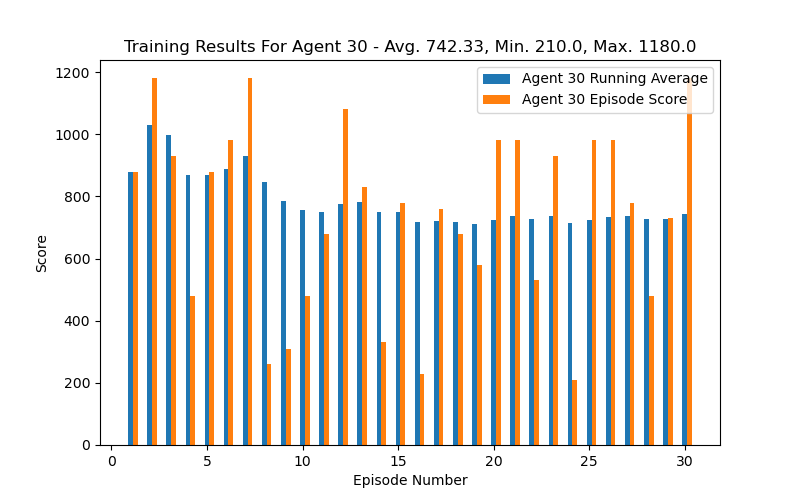 Training Results For Agent 30 - Avg. 742.33, Min. 210.0, Max. 1180.0
Agent 30 Running Average
Agent 30 Episode Score
1200
1000
800
600
400
200
0
Score
0 5 10 15 20 25 30
Episode Number